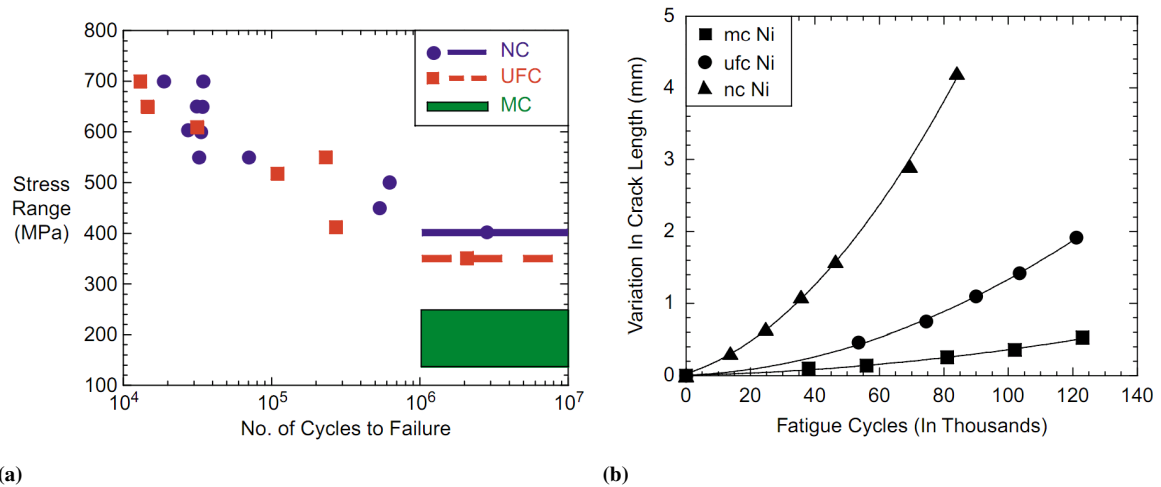 800
700
600
500
400
300
200
100
Stress
Range
(MPa)
NC
UFC
MC
10⁴
10⁵
10⁶
10⁷
No. of Cycles to Failure
(a)
5
4
3
2
1
0
Variation In Crack Length (mm)
mc Ni
ufc Ni
nc Ni
0
20
40
60
80
100
120
140
Fatigue Cycles (In Thousands)
(b)